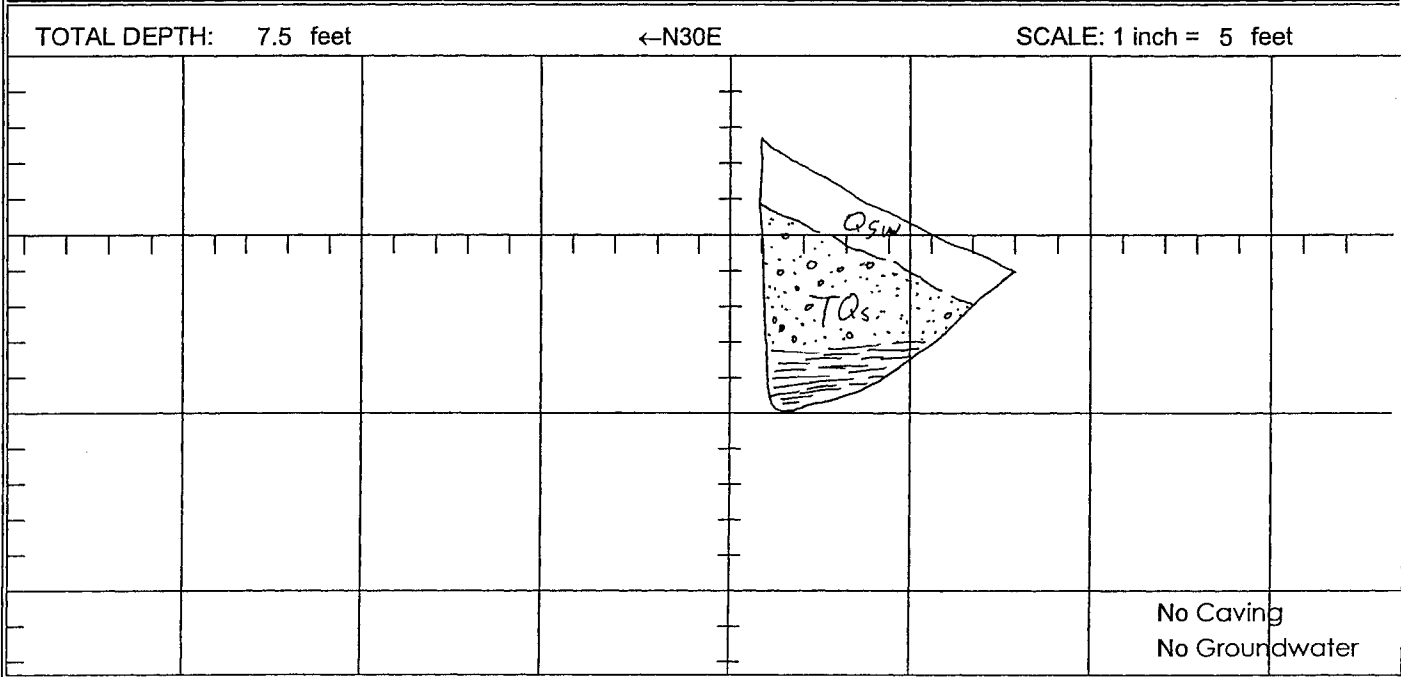 TOTAL DEPTH: 7.5 feet ←N30E SCALE: 1 inch = 5 feet
Qsw
TQs
No Caving
No Groundwater